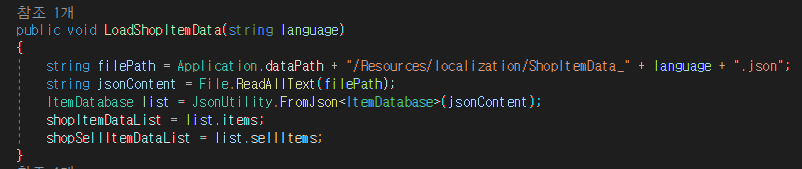 참조 1개
public void LoadShopItemData(string language)
{
string filePath = Application.dataPath + "/Resources/localization/ShopItemData_" + language + ".json";
string jsonContent = File.ReadAllText(filePath);
ItemDatabase list = JsonUtility.FromJson<ItemDatabase>(jsonContent);
shopItemDataList = list.items;
shopSellItemDataList = list.sellItems;
}